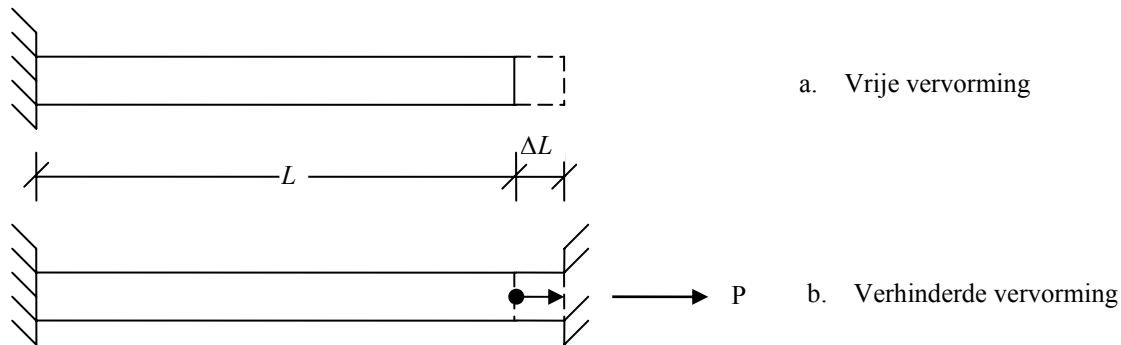 a. Vrije vervorming
ΔL
L
P
b. Verhinderde vervorming